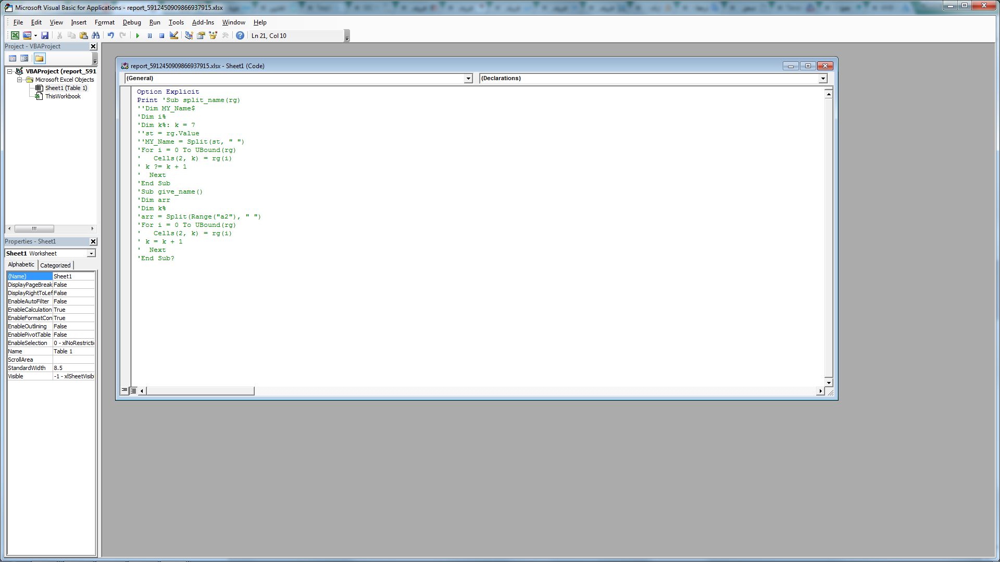 Microsoft Visual Basic for Applications - report_5912450909866937915.xlsx
File Edit View Insert Format Debug Run Tools Add-Ins Window Help
Ln 21, Col 10
Project - VBAProject
VBAProject (report_591
Microsoft Excel Objects
Sheet1 (Table 1)
ThisWorkbook
Properties - Sheet1
Sheet1 Worksheet
Alphabetic Categorized
(Name) Sheet1
DisplayPageBreak False
DisplayRightToLef False
EnableAutoFilter False
EnableCalculation True
EnableFormatCon True
EnableOutlining False
EnablePivotTable False
EnableSelection 0 - xlNoRestricti
Name Table 1
ScrollArea
StandardWidth 8.5
Visible -1 - xlSheetVisib
report_5912450909866937915.xlsx - Sheet1 (Code)
(General) (Declarations)
Option Explicit
Print 'Sub split_name(rg)
''Dim MY_Name$
'Dim i%
'Dim k%: k = 7
''st = rg.Value
''MY_Name = Split(st, " ")
'For i = 0 To UBound(rg)
'   Cells(2, k) = rg(i)
' k ?= k + 1
'  Next
'End Sub
'Sub give_name()
'Dim arr
'Dim k%
'arr = Split(Range("a2"), " ")
'For i = 0 To UBound(rg)
'   Cells(2, k) = rg(i)
' k = k + 1
'  Next
'End Sub?